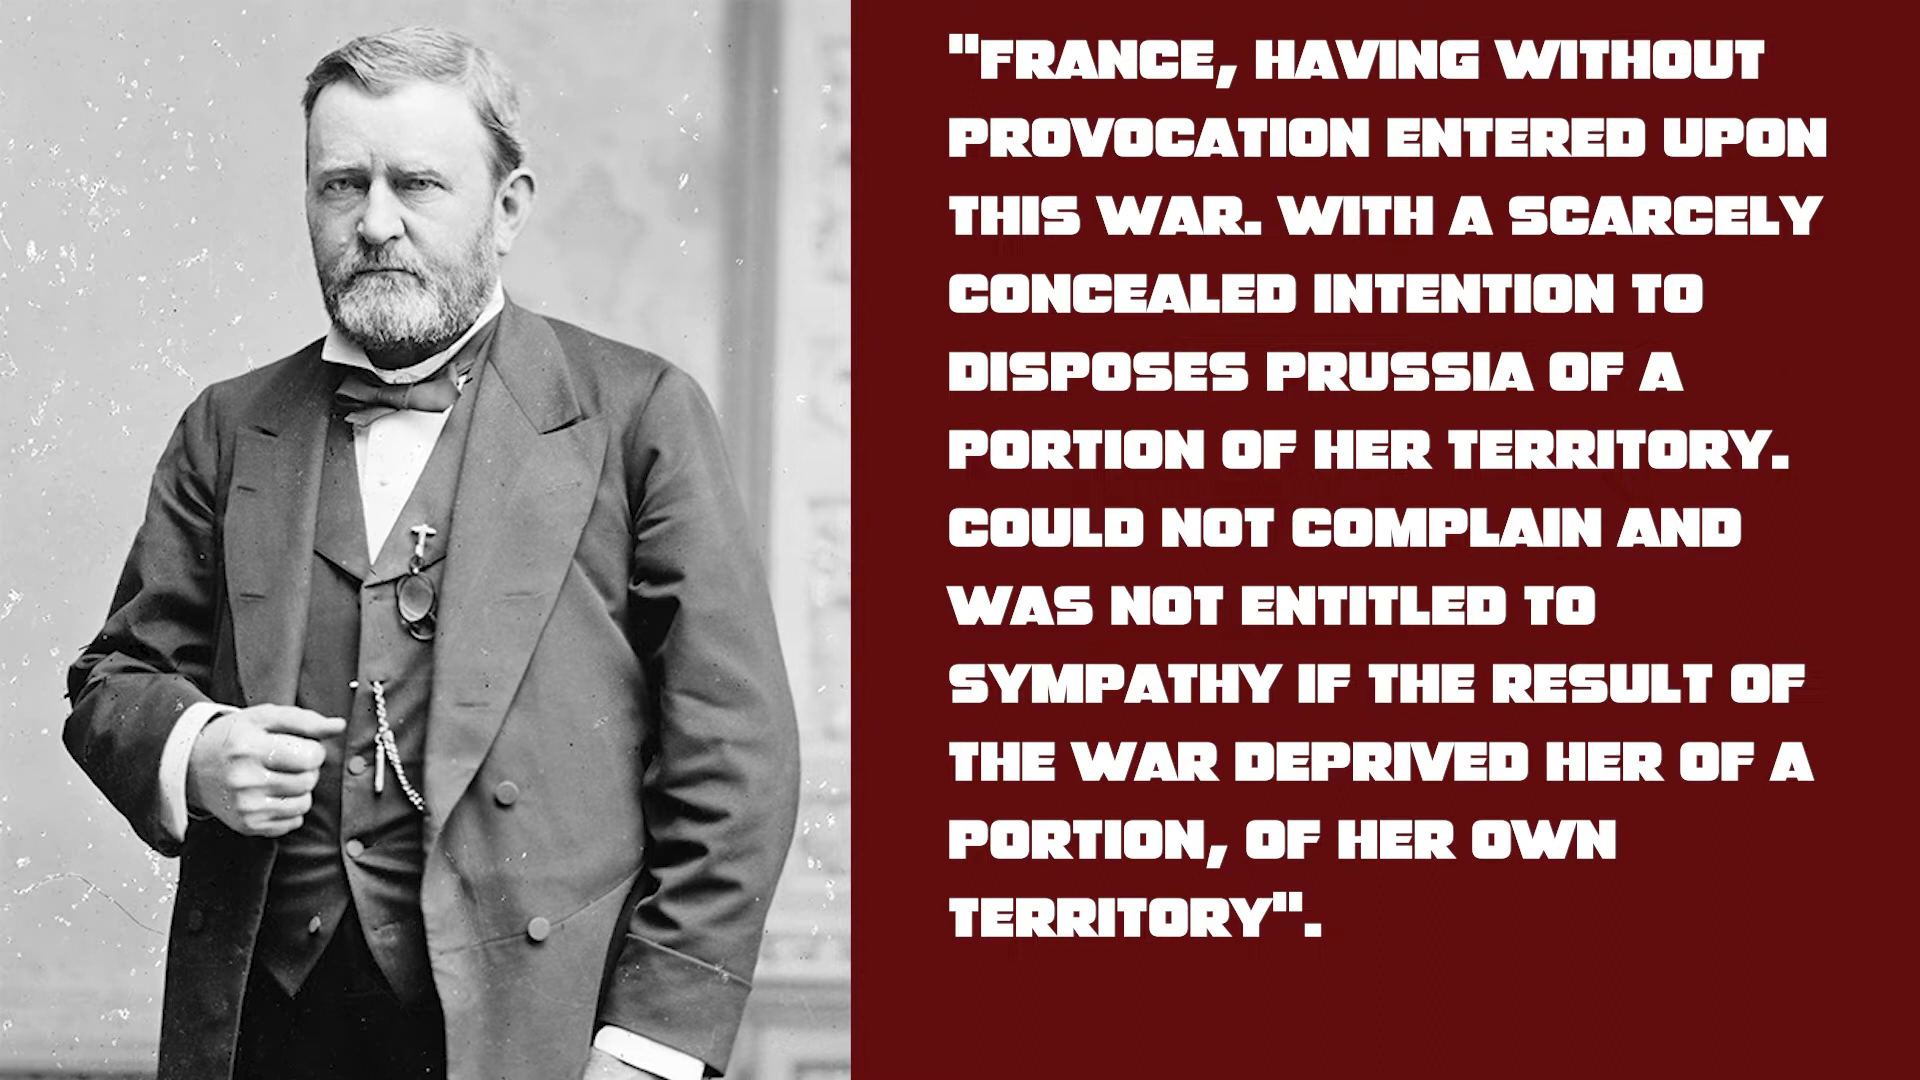 "FRANCE, HAVING WITHOUT
PROVOCATION ENTERED UPON
THIS WAR. WITH A SCARCELY
CONCEALED INTENTION TO
DISPOSES PRUSSIA OF A
PORTION OF HER TERRITORY.
COULD NOT COMPLAIN AND
WAS NOT ENTITLED TO
SYMPATHY IF THE RESULT OF
THE WAR DEPRIVED HER OF A
PORTION, OF HER OWN
TERRITORY".